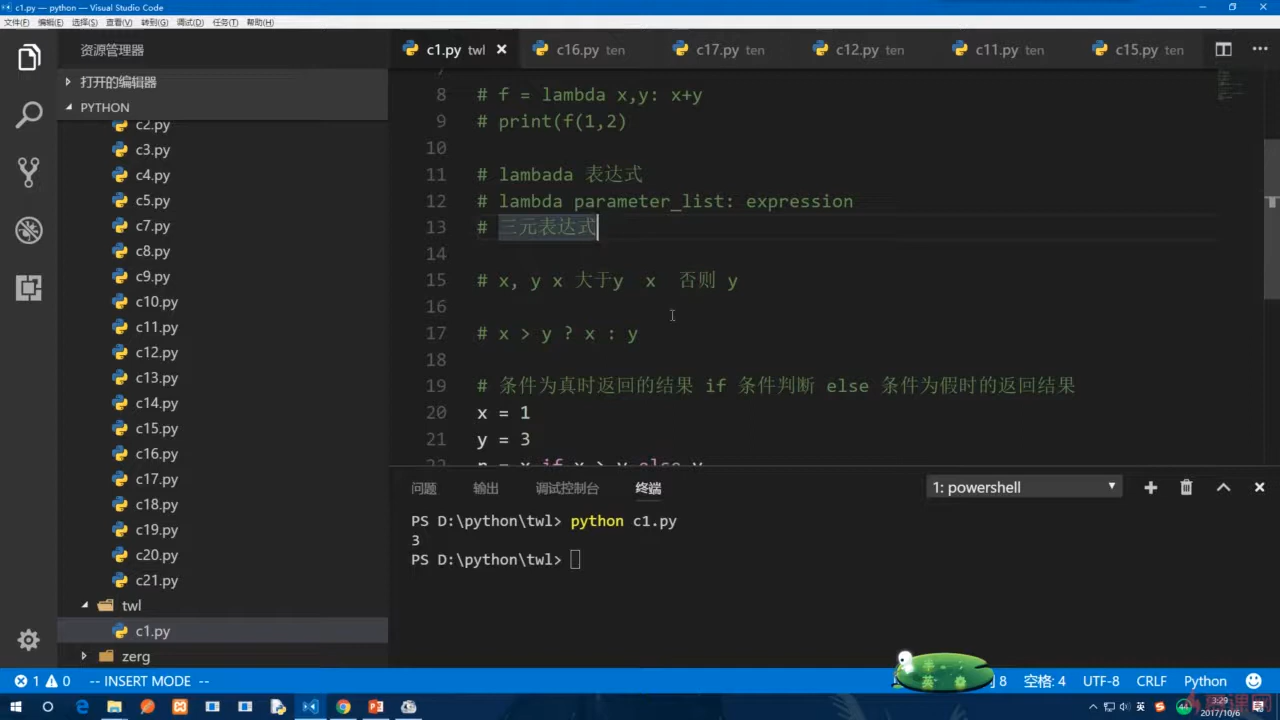 c1.py — python — Visual Studio Code
文件(F) 编辑(E) 选择(S) 查看(V) 转到(G) 调试(D) 任务(T) 帮助(H)
资源管理器
打开的编辑器
PYTHON
c2.py
c3.py
c4.py
c5.py
c7.py
c8.py
c9.py
c10.py
c11.py
c12.py
c13.py
c14.py
c15.py
c16.py
c17.py
c18.py
c19.py
c20.py
c21.py
twl
c1.py
zerg
c1.py twl c16.py ten c17.py ten c12.py ten c11.py ten c15.py ten
8 # f = lambda x,y: x+y
9 # print(f(1,2)
10
11 # lambada 表达式
12 # lambda parameter_list: expression
13 # 三元表达式
14
15 # x, y x 大于y x 否则 y
16
17 # x > y ? x : y
18
19 # 条件为真时返回的结果 if 条件判断 else 条件为假时的返回结果
20 x = 1
21 y = 3
22 r = x if x > y else y
问题 输出 调试控制台 终端 1: powershell
PS D:\python\twl> python c1.py
3
PS D:\python\twl>
1 0 -- INSERT MODE -- 8 空格: 4 UTF-8 CRLF Python
英
3:29
2017/10/6
慕课网